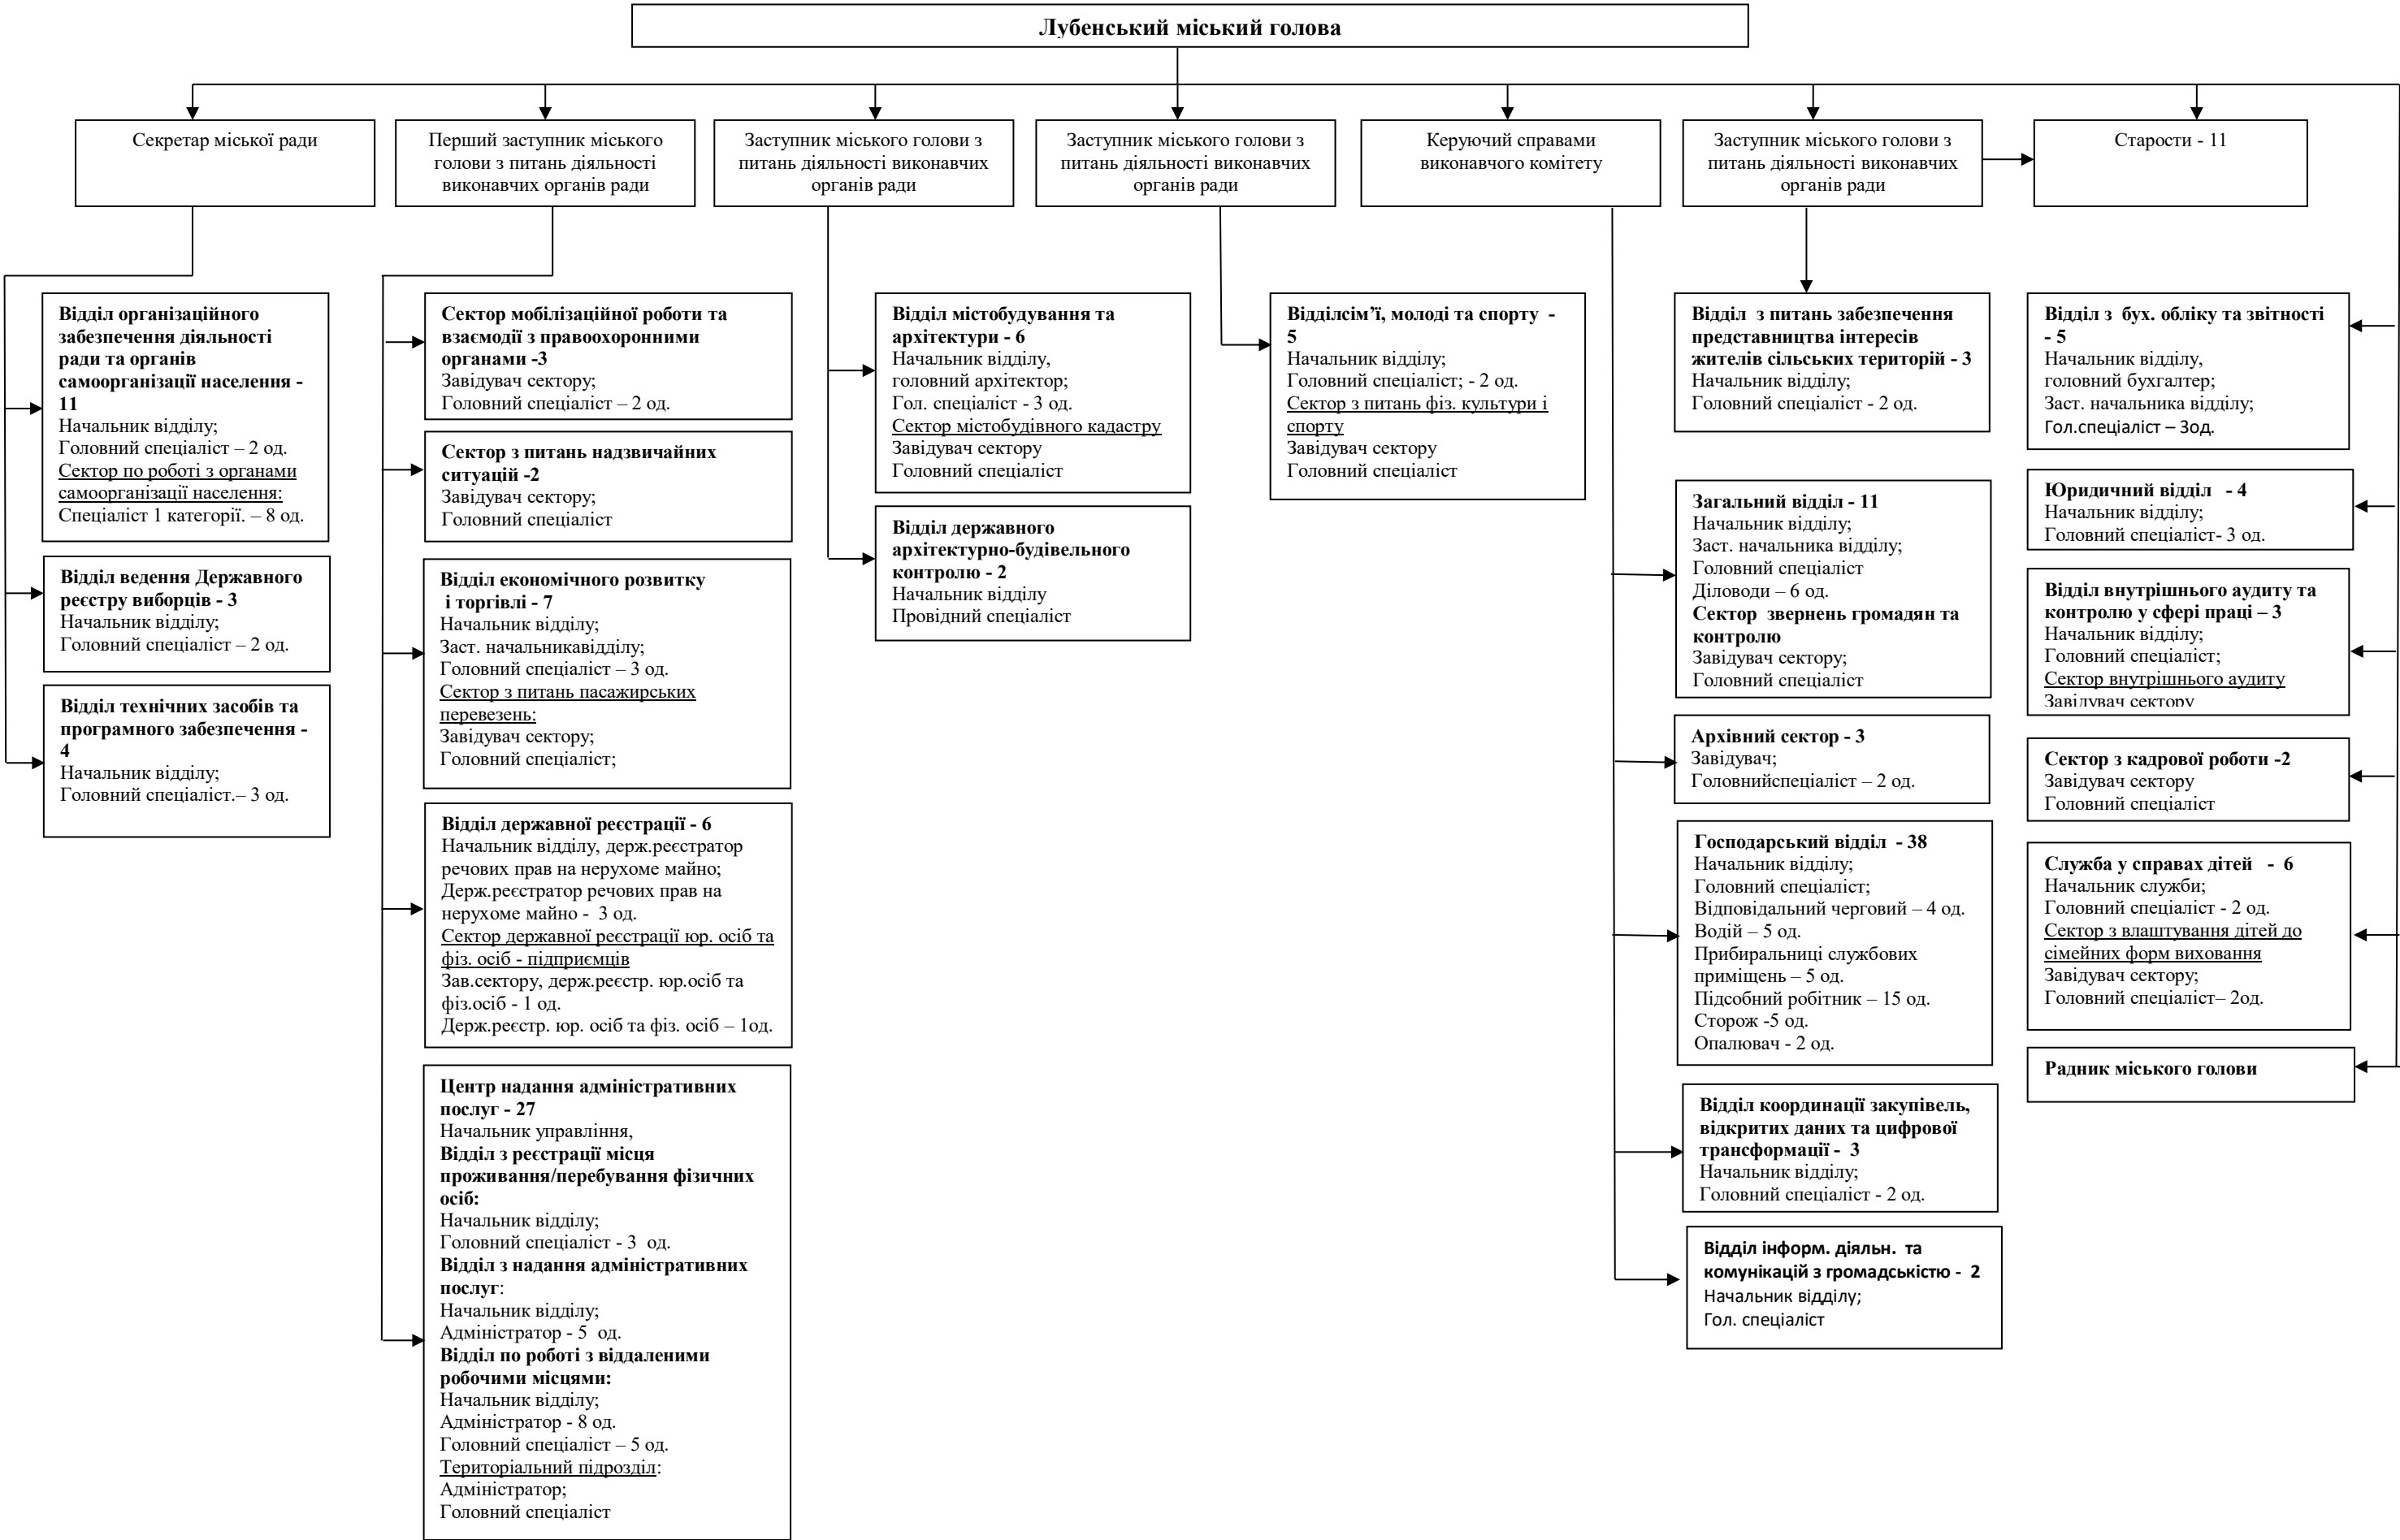 Лубенський міський голова
Секретар міської ради
Перший заступник міського
голови з питань діяльності
виконавчих органів ради
Заступник міського голови з
питань діяльності виконавчих
органів ради
Заступник міського голови з
питань діяльності виконавчих
органів ради
Керуючий справами
виконавчого комітету
Заступник міського голови з
питань діяльності виконавчих
органів ради
Старости - 11
Відділ організаційного
забезпечення діяльності
ради та органів
самоорганізації населення -
11
Начальник відділу;
Головний спеціаліст – 2 од.
Сектор по роботі з органами
самоорганізації населення:
Спеціаліст 1 категорії. – 8 од.
Відділ ведення Державного
реєстру виборців - 3
Начальник відділу;
Головний спеціаліст – 2 од.
Відділ технічних засобів та
програмного забезпечення -
4
Начальник відділу;
Головний спеціаліст.– 3 од.
Сектор мобілізаційної роботи та
взаємодії з правоохоронними
органами -3
Завідувач сектору;
Головний спеціаліст – 2 од.
Сектор з питань надзвичайних
ситуацій -2
Завідувач сектору;
Головний спеціаліст
Відділ економічного розвитку
і торгівлі - 7
Начальник відділу;
Заст. начальникавідділу;
Головний спеціаліст – 3 од.
Сектор з питань пасажирських
перевезень:
Завідувач сектору;
Головний спеціаліст;
Відділ державної реєстрації - 6
Начальник відділу, держ.реєстратор
речових прав на нерухоме майно;
Держ.реєстратор речових прав на
нерухоме майно - 3 од.
Сектор державної реєстрації юр. осіб та
фіз. осіб - підприємців
Зав.сектору, держ.реєстр. юр.осіб та
фіз.осіб - 1 од.
Держ.реєстр. юр. осіб та фіз. осіб – 1од.
Центр надання адміністративних
послуг - 27
Начальник управління,
Відділ з реєстрації місця
проживання/перебування фізичних
осіб:
Начальник відділу;
Головний спеціаліст - 3 од.
Відділ з надання адміністративних
послуг:
Начальник відділу;
Адміністратор - 5 од.
Відділ по роботі з віддаленими
робочими місцями:
Начальник відділу;
Адміністратор - 8 од.
Головний спеціаліст – 5 од.
Територіальний підрозділ:
Адміністратор;
Головний спеціаліст
Відділ містобудування та
архітектури - 6
Начальник відділу,
головний архітектор;
Гол. спеціаліст - 3 од.
Сектор містобудівного кадастру
Завідувач сектору
Головний спеціаліст
Відділ державного
архітектурно-будівельного
контролю - 2
Начальник відділу
Провідний спеціаліст
Відділсім’ї, молоді та спорту -
5
Начальник відділу;
Головний спеціаліст; - 2 од.
Сектор з питань фіз. культури і
спорту
Завідувач сектору
Головний спеціаліст
Відділ з питань забезпечення
представництва інтересів
жителів сільських територій - 3
Начальник відділу;
Головний спеціаліст - 2 од.
Загальний відділ - 11
Начальник відділу;
Заст. начальника відділу;
Головний спеціаліст
Діловоди – 6 од.
Сектор звернень громадян та
контролю
Завідувач сектору;
Головний спеціаліст
Архівний сектор - 3
Завідувач;
Головнийспеціаліст – 2 од.
Господарський відділ - 38
Начальник відділу;
Головний спеціаліст;
Відповідальний черговий – 4 од.
Водій – 5 од.
Прибиральниці службових
приміщень – 5 од.
Підсобний робітник – 15 од.
Сторож -5 од.
Опалювач - 2 од.
Відділ координації закупівель,
відкритих даних та цифрової
трансформації - 3
Начальник відділу;
Головний спеціаліст - 2 од.
Відділ інформ. діяльн. та
комунікацій з громадськістю - 2
Начальник відділу;
Гол. спеціаліст
Відділ з бух. обліку та звітності
- 5
Начальник відділу,
головний бухгалтер;
Заст. начальника відділу;
Гол.спеціаліст – 3од.
Юридичний відділ - 4
Начальник відділу;
Головний спеціаліст- 3 од.
Відділ внутрішнього аудиту та
контролю у сфері праці – 3
Начальник відділу;
Головний спеціаліст;
Сектор внутрішнього аудиту
Завідувач сектору
Сектор з кадрової роботи -2
Завідувач сектору
Головний спеціаліст
Служба у справах дітей - 6
Начальник служби;
Головний спеціаліст - 2 од.
Сектор з влаштування дітей до
сімейних форм виховання
Завідувач сектору;
Головний спеціаліст– 2од.
Радник міського голови